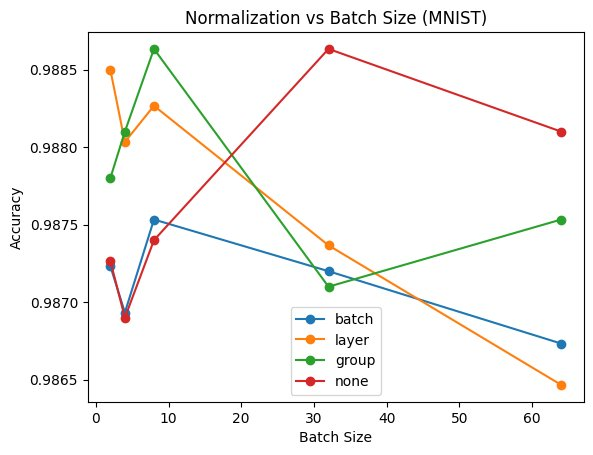 Normalization vs Batch Size (MNIST)
0.9885
0.9880
0.9875
0.9870
0.9865
Accuracy
batch
layer
group
none
0 10 20 30 40 50 60
Batch Size